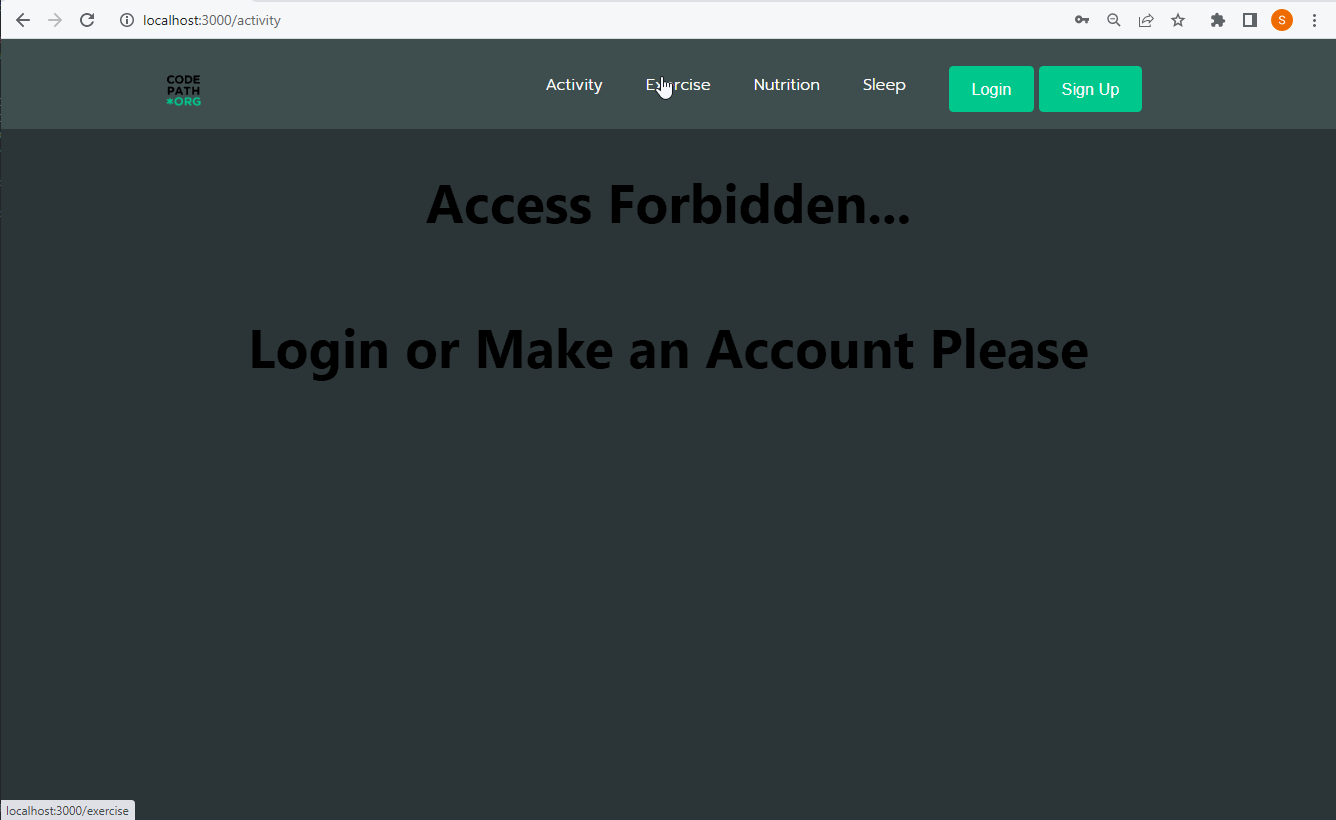 localhost:3000/activity
S
CODE
PATH
*ORG
Activity Exercise Nutrition Sleep Login Sign Up
Access Forbidden...
Login or Make an Account Please
localhost:3000/exercise